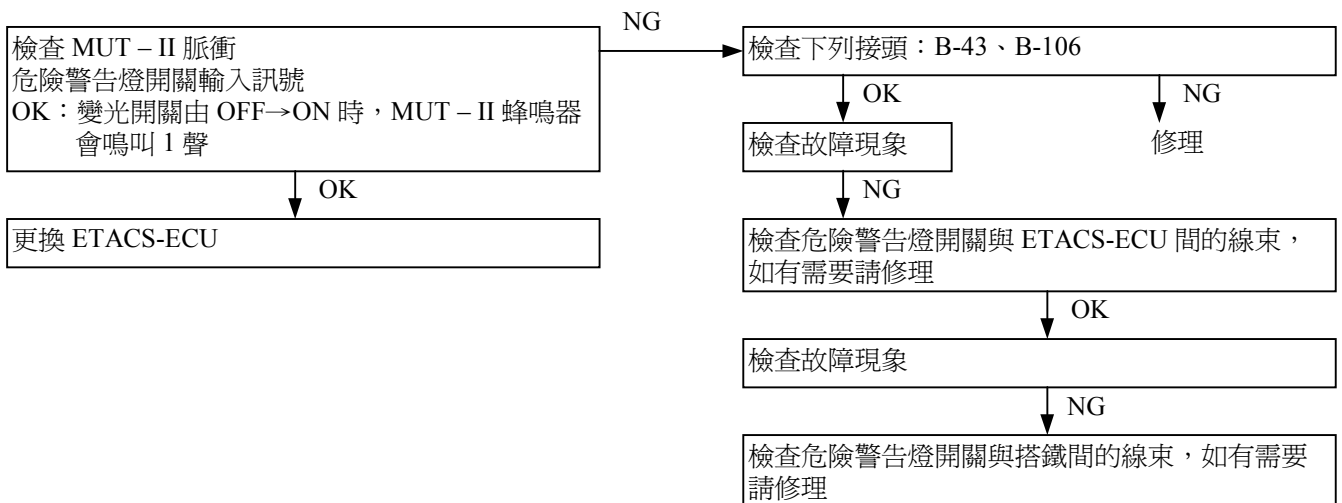 檢查 MUT – II 脈衝
危險警告燈開關輸入訊號
OK：變光開關由 OFF→ON 時，MUT – II 蜂鳴器
會鳴叫 1 聲
NG
OK
更換 ETACS-ECU
檢查下列接頭：B-43、B-106
OK
NG
檢查故障現象
修理
NG
檢查危險警告燈開關與 ETACS-ECU 間的線束，
如有需要請修理
OK
檢查故障現象
NG
檢查危險警告燈開關與搭鐵間的線束，如有需要
請修理